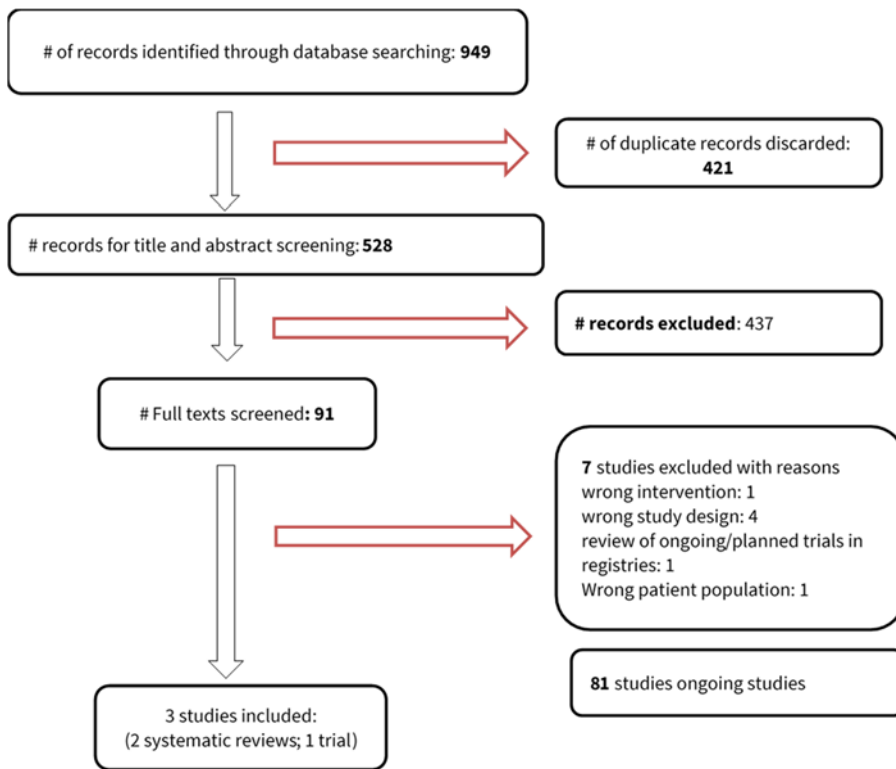 # of records identified through database searching: 949
# of duplicate records discarded:
421
# records for title and abstract screening: 528
# records excluded: 437
# Full texts screened: 91
7 studies excluded with reasons
wrong intervention: 1
wrong study design: 4
review of ongoing/planned trials in
registries: 1
Wrong patient population: 1
81 studies ongoing studies
3 studies included:
(2 systematic reviews; 1 trial)